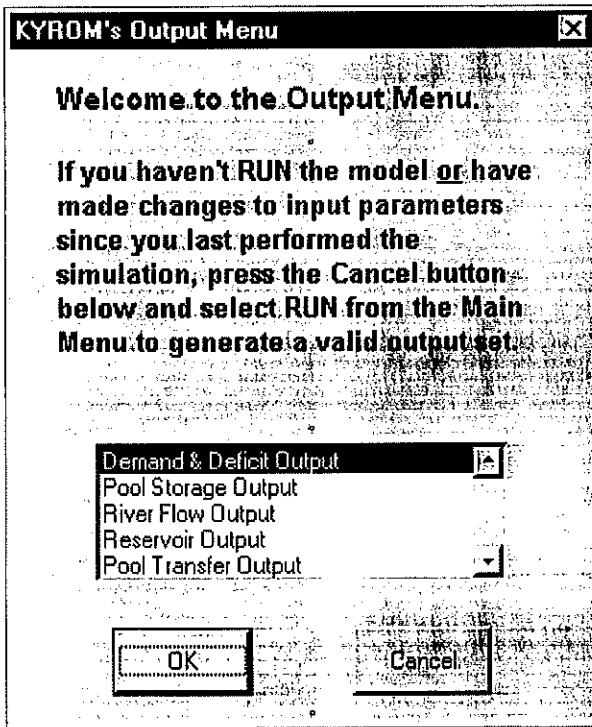 KYROM's Output Menu
Welcome to the Output Menu.
If you haven't RUN the model or have
made changes to input parameters
since you last performed the
simulation, press the Cancel button
below and select RUN from the Main
Menu to generate a valid output set.
Demand & Deficit Output
Pool Storage Output
River Flow Output
Reservoir Output
Pool Transfer Output
OK
Cancel